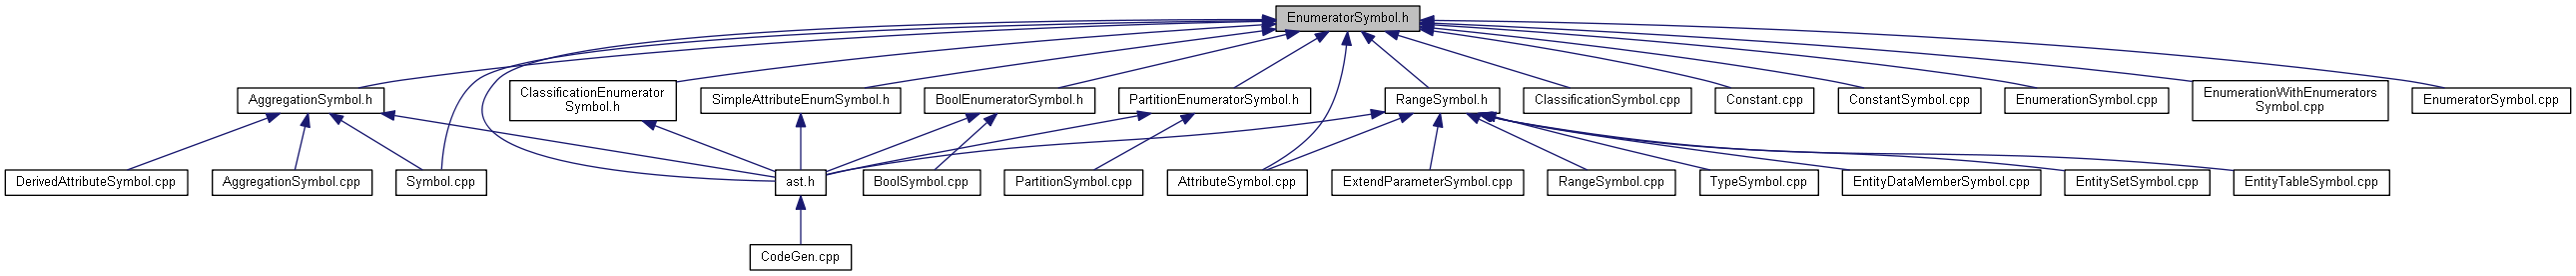 EnumeratorSymbol.h
AggregationSymbol.h
ClassificationEnumerator
Symbol.h
SimpleAttributeEnumSymbol.h
BoolEnumeratorSymbol.h
PartitionEnumeratorSymbol.h
RangeSymbol.h
ClassificationSymbol.cpp
Constant.cpp
ConstantSymbol.cpp
EnumerationSymbol.cpp
EnumerationWithEnumerators
Symbol.cpp
EnumeratorSymbol.cpp
DerivedAttributeSymbol.cpp
AggregationSymbol.cpp
Symbol.cpp
ast.h
BoolSymbol.cpp
PartitionSymbol.cpp
AttributeSymbol.cpp
ExtendParameterSymbol.cpp
RangeSymbol.cpp
TypeSymbol.cpp
EntityDataMemberSymbol.cpp
EntitySetSymbol.cpp
EntityTableSymbol.cpp
CodeGen.cpp